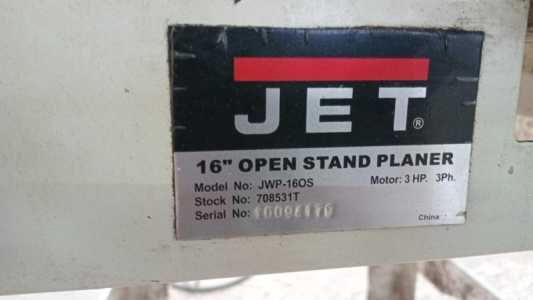 JET®
16" OPEN STAND PLANER
Model No: JWP-16OS Motor: 3 HP. 3Ph.
Stock No: 708531T
Serial No:
China